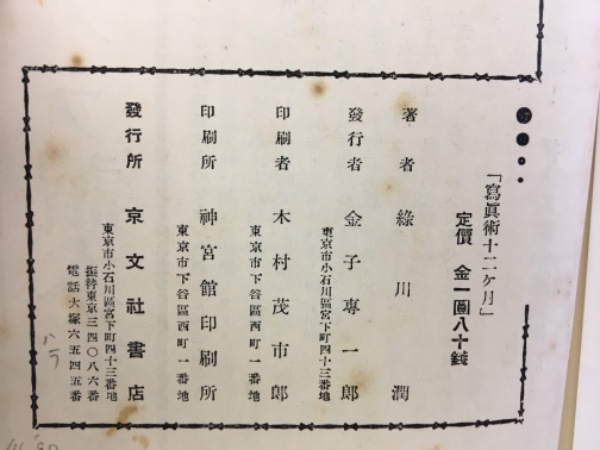 「寫眞術十二ケ月」
定價 金一圓八十錢
著者 綠川潤
發行者 金子專一郎
東京市小石川區宮下町四十三番地
印刷者 木村茂市郎
東京市下谷區西町一番地
印刷所 神宮館印刷所
東京市下谷區西町一番地
發行所 京文社書店
東京市小石川區宮下町四十三番地
振替東京三四〇八六番
電話大塚六五四五番
ハラ